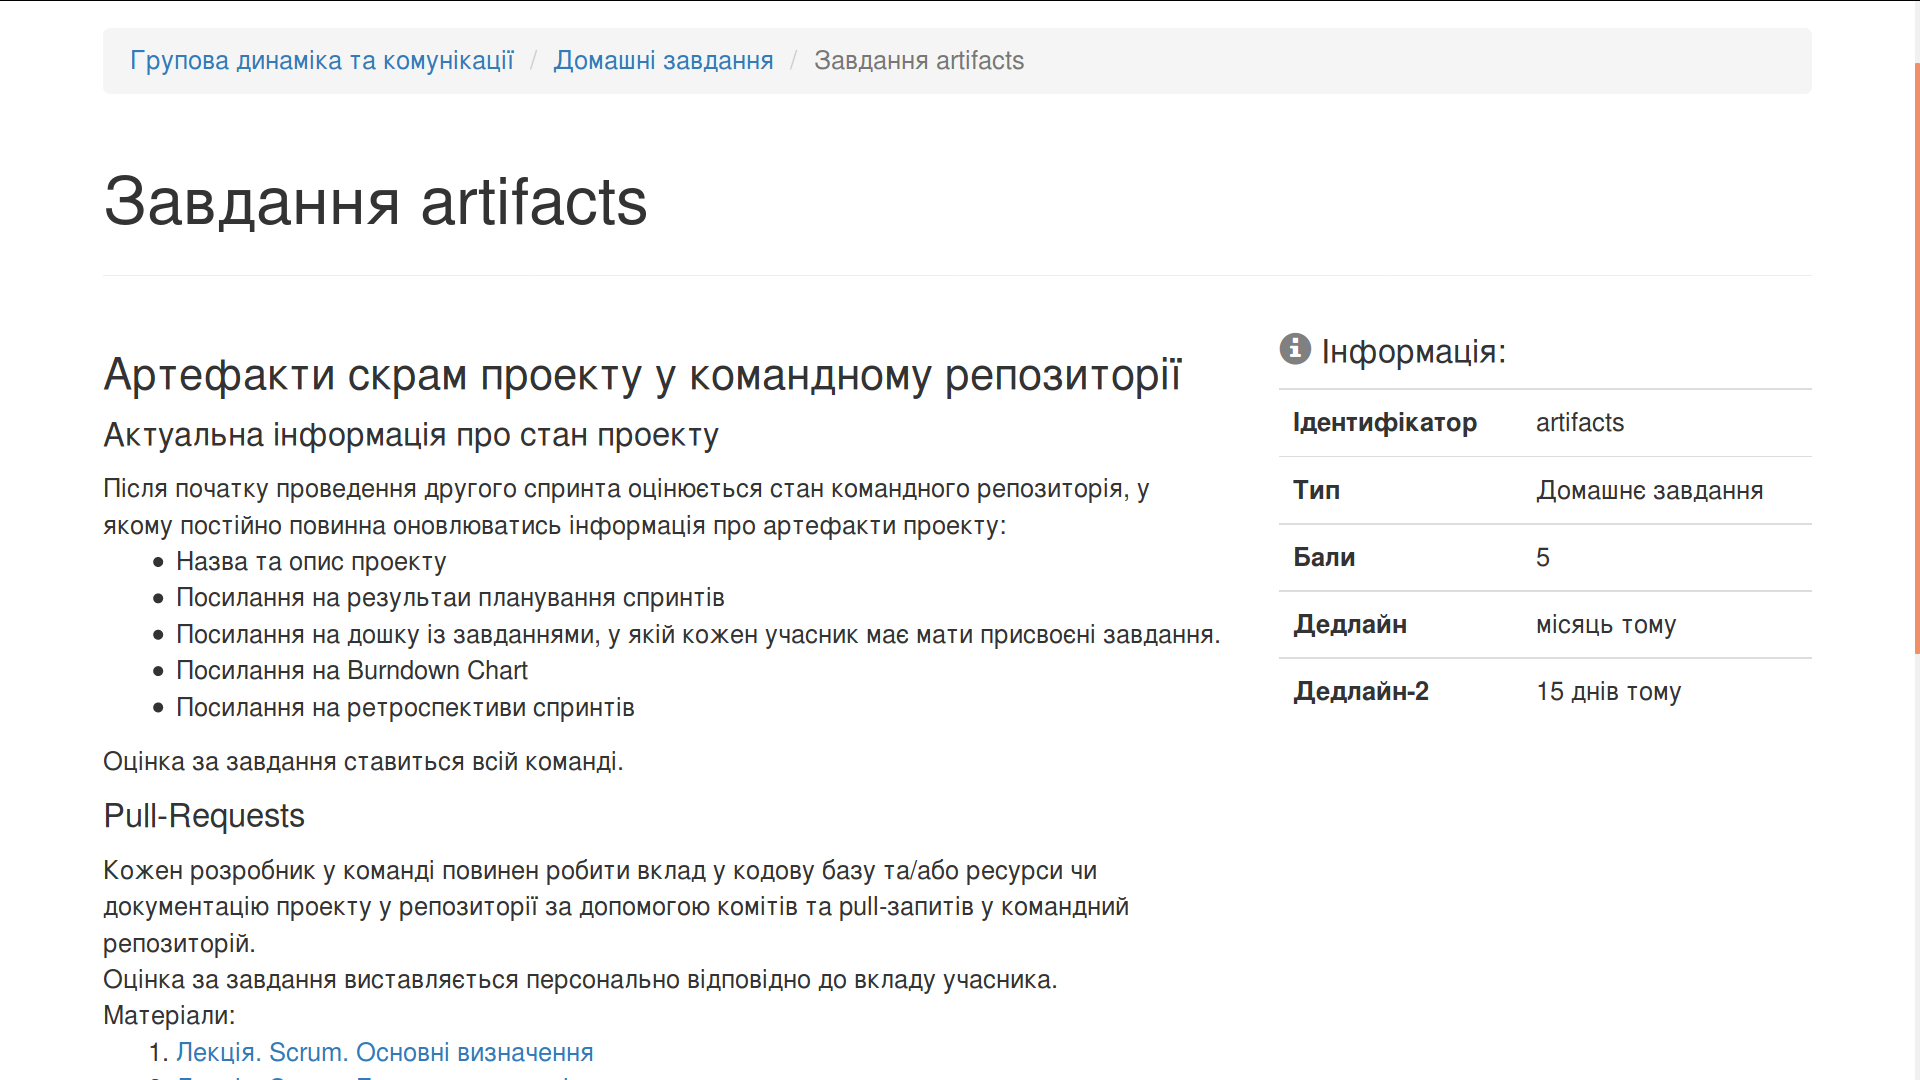 Групова динаміка та комунікації / Домашні завдання / Завдання artifacts
Завдання artifacts
Артефакти скрам проекту у командному репозиторії
Актуальна інформація про стан проекту
Після початку проведення другого спринта оцінюється стан командного репозиторія, у
якому постійно повинна оновлюватись інформація про артефакти проекту:
• Назва та опис проекту
• Посилання на результаи планування спринтів
• Посилання на дошку із завданнями, у якій кожен учасник має мати присвоєні завдання.
• Посилання на Burndown Chart
• Посилання на ретроспективи спринтів
Оцінка за завдання ставиться всій команді.
Pull-Requests
Кожен розробник у команді повинен робити вклад у кодову базу та/або ресурси чи
документацію проекту у репозиторії за допомогою комітів та pull-запитів у командний
репозиторій.
Оцінка за завдання виставляється персонально відповідно до вкладу учасника.
Матеріали:
1. Лекція. Scrum. Основні визначення
Інформація:
Ідентифікатор artifacts
Тип Домашнє завдання
Бали 5
Дедлайн місяць тому
Дедлайн-2 15 днів тому